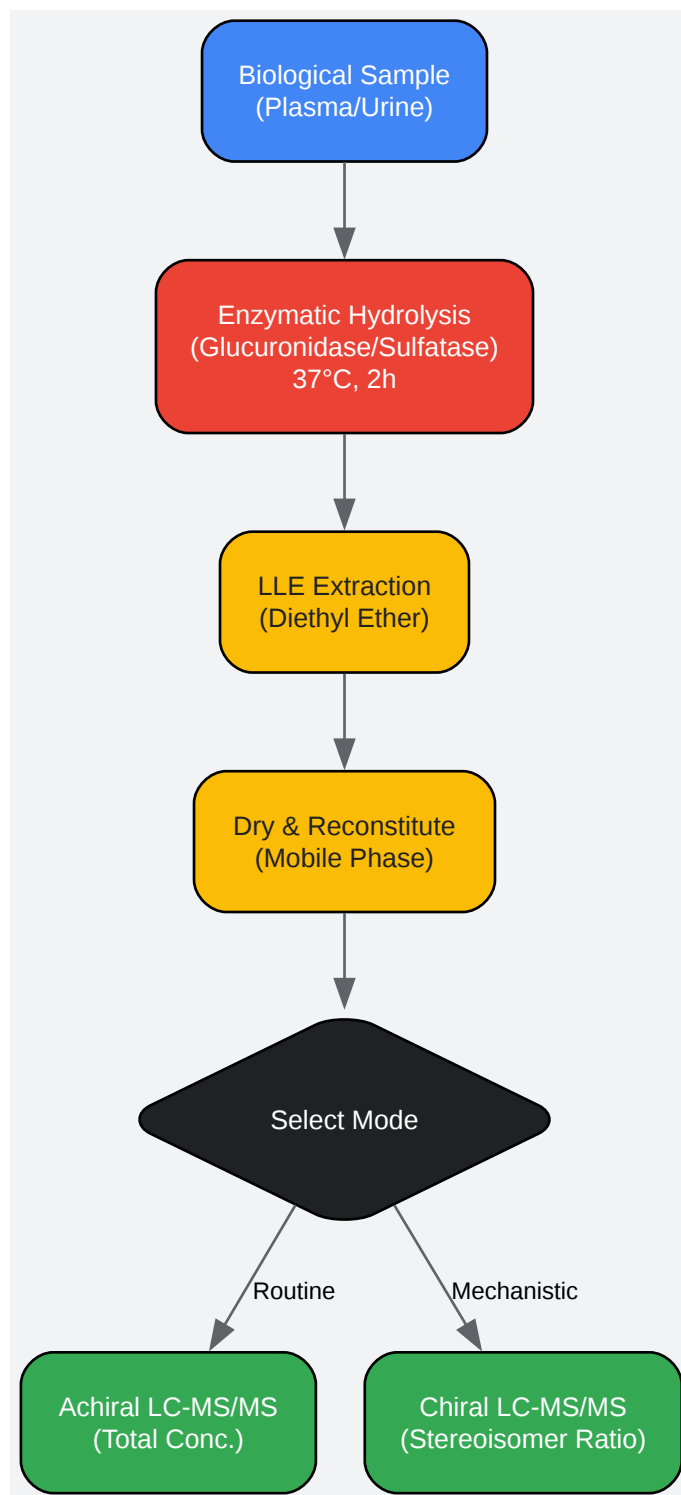 Biological Sample
(Plasma/Urine)
Enzymatic Hydrolysis
(Glucuronidase/Sulfatase)
37°C, 2h
LLE Extraction
(Diethyl Ether)
Dry & Reconstitute
(Mobile Phase)
Select Mode
Routine
Mechanistic
Achiral LC-MS/MS
(Total Conc.)
Chiral LC-MS/MS
(Stereoisomer Ratio)